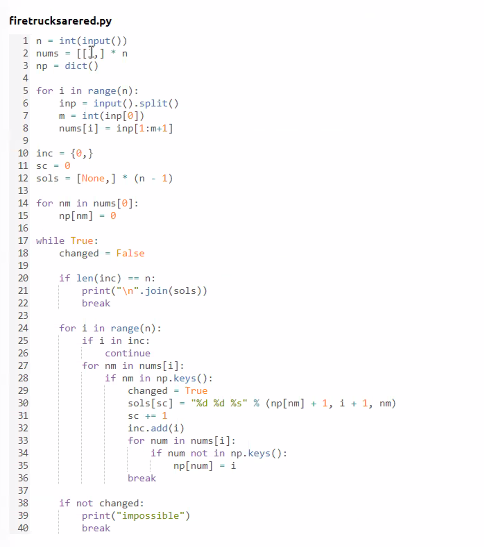 firetrucksarered.py
1 n = int(input())
2 nums = [[],] * n
3 np = dict()
4
5 for i in range(n):
6     inp = input().split()
7     m = int(inp[0])
8     nums[i] = inp[1:m+1]
9
10 inc = {0,}
11 sc = 0
12 sols = [None,] * (n - 1)
13
14 for nm in nums[0]:
15     np[nm] = 0
16
17 while True:
18     changed = False
19
20     if len(inc) == n:
21         print("\n".join(sols))
22         break
23
24     for i in range(n):
25         if i in inc:
26             continue
27         for nm in nums[i]:
28             if nm in np.keys():
29                 changed = True
30                 sols[sc] = "%d %d %s" % (np[nm] + 1, i + 1, nm)
31                 sc += 1
32                 inc.add(i)
33                 for num in nums[i]:
34                     if num not in np.keys():
35                         np[num] = i
36                 break
37
38     if not changed:
39         print("impossible")
40         break